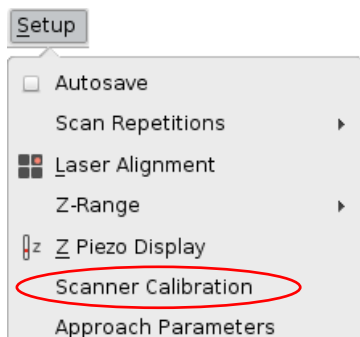 Setup
Autosave
Scan Repetitions
Laser Alignment
Z-Range
z Z Piezo Display
Scanner Calibration
Approach Parameters